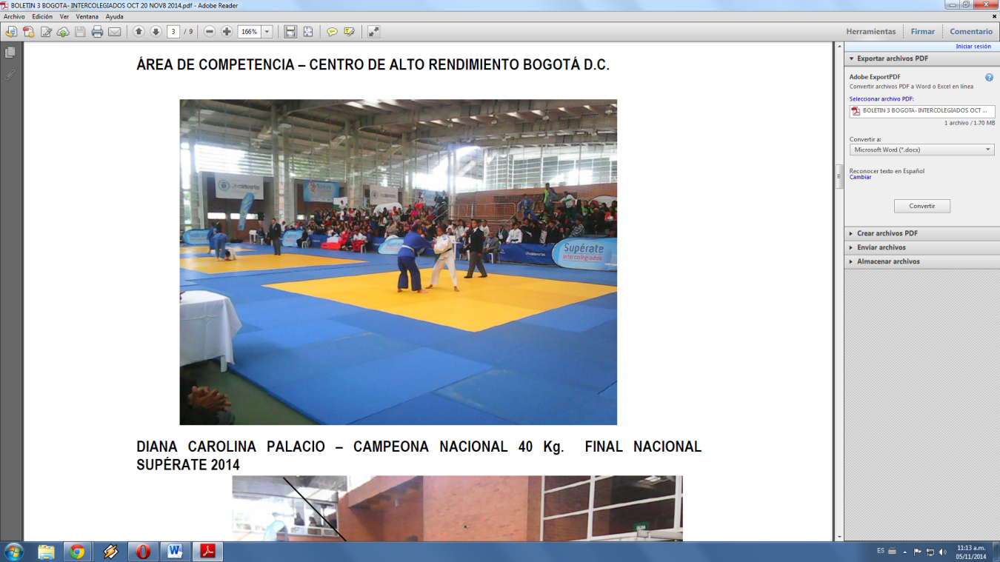 BOLETIN 3 BOGOTA- INTERCOLEGIADOS OCT 20 NOV8 2014.pdf - Adobe Reader
Archivo Edición Ver Ventana Ayuda
3 / 9 166% Herramientas Firmar Comentario
Iniciar sesión
Exportar archivos PDF
Adobe ExportPDF
Convertir archivos PDF a Word o Excel en línea
Seleccionar archivo PDF:
BOLETIN 3 BOGOTA- INTERCOLEGIADOS OCT ...
1 archivo / 1.70 MB
Convertir a:
Microsoft Word (*.docx)
Reconocer texto en Español
Cambiar
Convertir
Crear archivos PDF
Enviar archivos
Almacenar archivos
ÁREA DE COMPETENCIA – CENTRO DE ALTO RENDIMIENTO BOGOTÁ D.C.
Supérate
Supérate
intercolegiados
DIANA CAROLINA PALACIO – CAMPEONA NACIONAL 40 Kg. FINAL NACIONAL
SUPÉRATE 2014
SALIDA
ES
11:13 a.m.
05/11/2014